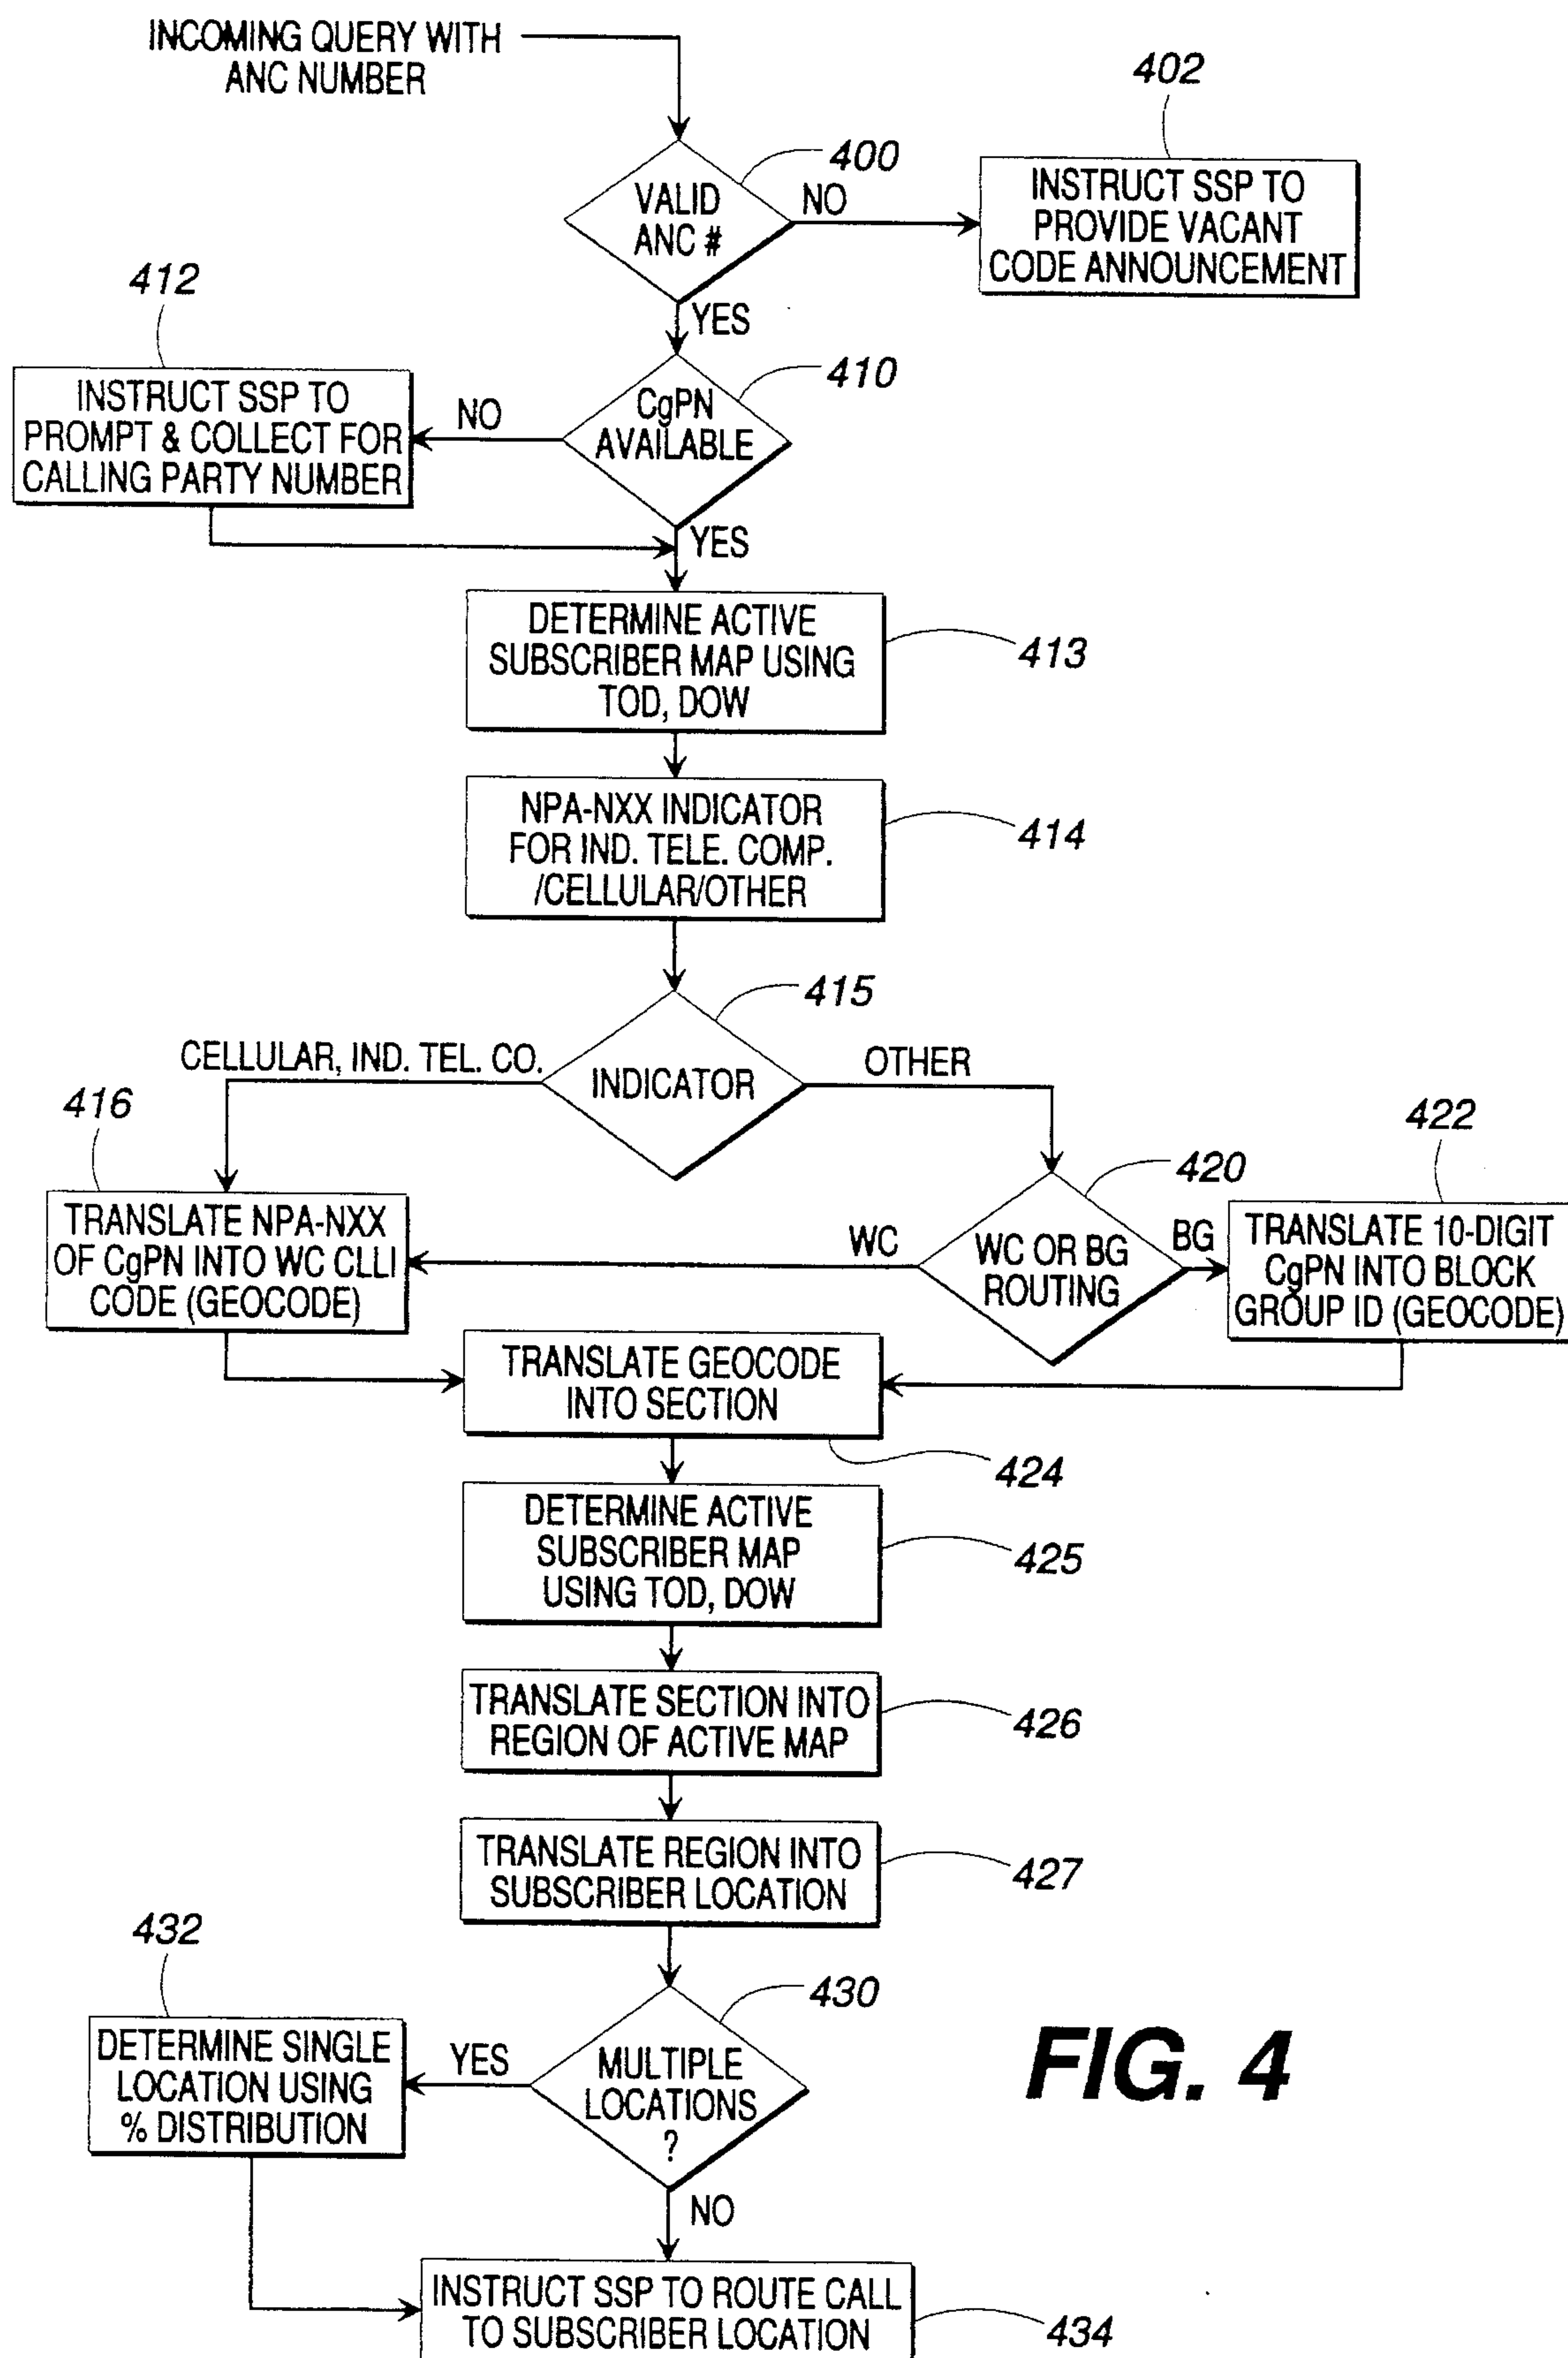 INCOMING QUERY WITH
ANC NUMBER
402
400
VALID
ANC #
NO
INSTRUCT SSP TO
PROVIDE VACANT
CODE ANNOUNCEMENT
YES
412
410
CgPN
AVAILABLE
NO
INSTRUCT SSP TO
PROMPT & COLLECT FOR
CALLING PARTY NUMBER
YES
DETERMINE ACTIVE
SUBSCRIBER MAP USING
TOD, DOW
413
NPA-NXX INDICATOR
FOR IND. TELE. COMP.
/CELLULAR/OTHER
414
415
CELLULAR, IND. TEL. CO.
INDICATOR
OTHER
416
422
420
TRANSLATE NPA-NXX
OF CgPN INTO WC CLLI
CODE (GEOCODE)
WC
WC OR BG
ROUTING
BG
TRANSLATE 10-DIGIT
CgPN INTO BLOCK
GROUP ID (GEOCODE)
TRANSLATE GEOCODE
INTO SECTION
424
DETERMINE ACTIVE
SUBSCRIBER MAP
USING TOD, DOW
425
TRANSLATE SECTION INTO
REGION OF ACTIVE MAP
426
TRANSLATE REGION INTO
SUBSCRIBER LOCATION
427
432
430
DETERMINE SINGLE
LOCATION USING
% DISTRIBUTION
YES
MULTIPLE
LOCATIONS
?
NO
FIG. 4
INSTRUCT SSP TO ROUTE CALL
TO SUBSCRIBER LOCATION
434